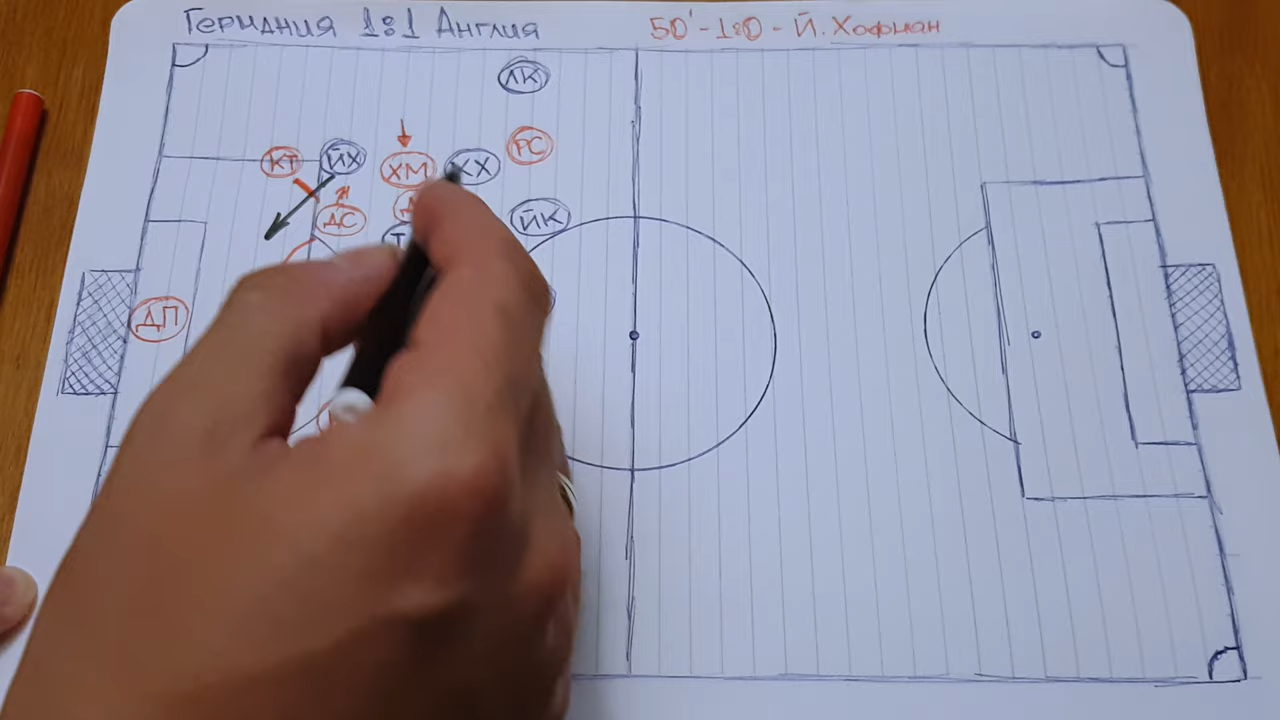 Германия 1:1 Англия
50' - 1:0 - Й. Хофман
ЛК
РС
КТ ЙХ ХМ ХХ
ДС ЙК
ДП